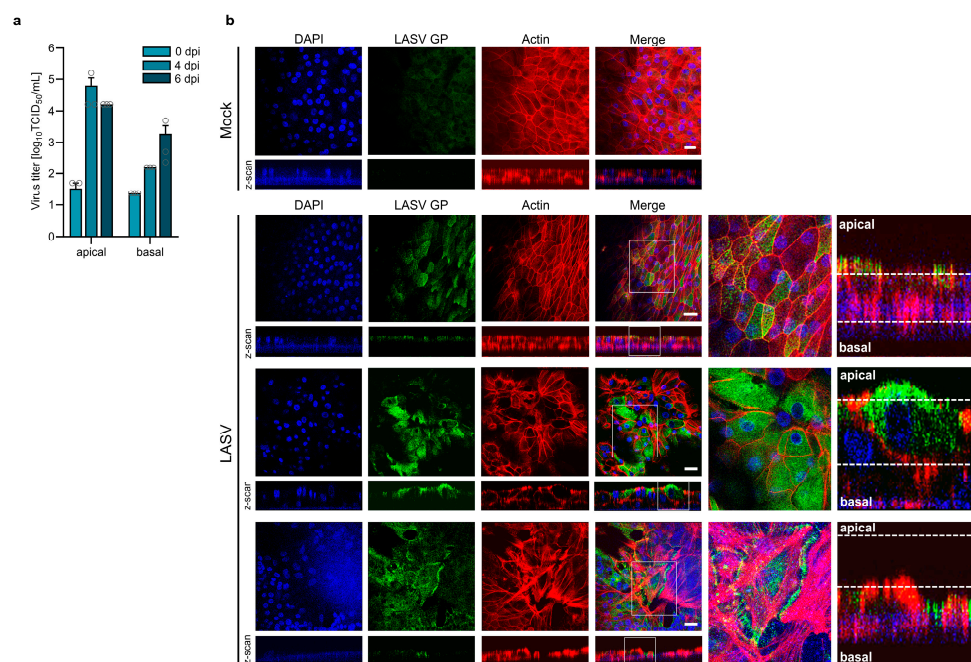 a
b
6
5
4
3
2
1
0
Virus titer [log10TCID50/mL]
0 dpi
4 dpi
6 dpi
apical
basal
DAPI
LASV GP
Actin
Merge
Mock
z-scan
DAPI
LASV GP
Actin
Merge
LASV
z-scan
apical
basal
z-scar
apical
basal
z-scan
apical
basal